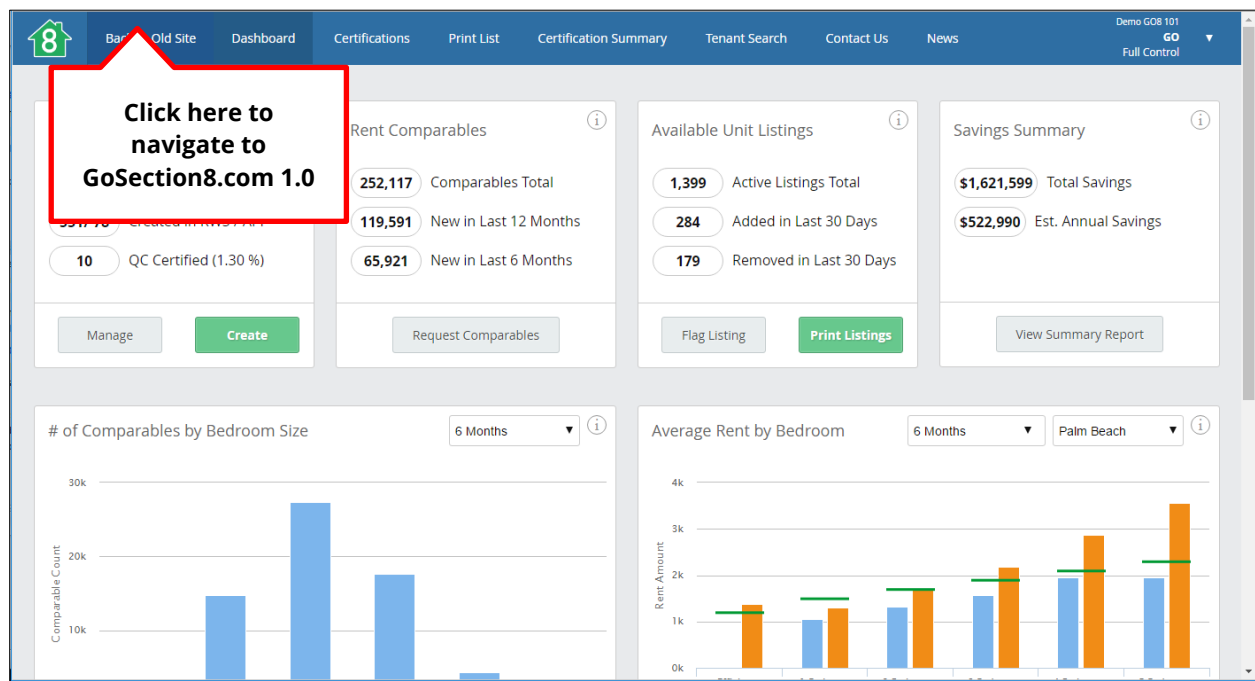 8
Back Old Site Dashboard Certifications Print List Certification Summary Tenant Search Contact Us News
Demo GO8 101
GO
Full Control
Click here to
navigate to
GoSection8.com 1.0
10 QC Certified (1.30 %)
Manage Create
Rent Comparables
252,117 Comparables Total
119,591 New in Last 12 Months
65,921 New in Last 6 Months
Request Comparables
Available Unit Listings
1,399 Active Listings Total
284 Added in Last 30 Days
179 Removed in Last 30 Days
Flag Listing Print Listings
Savings Summary
$1,621,599 Total Savings
$522,990 Est. Annual Savings
View Summary Report
# of Comparables by Bedroom Size 6 Months
30k
20k
10k
Comparable Count
Average Rent by Bedroom 6 Months Palm Beach
4k
3k
2k
1k
0k
Rent Amount